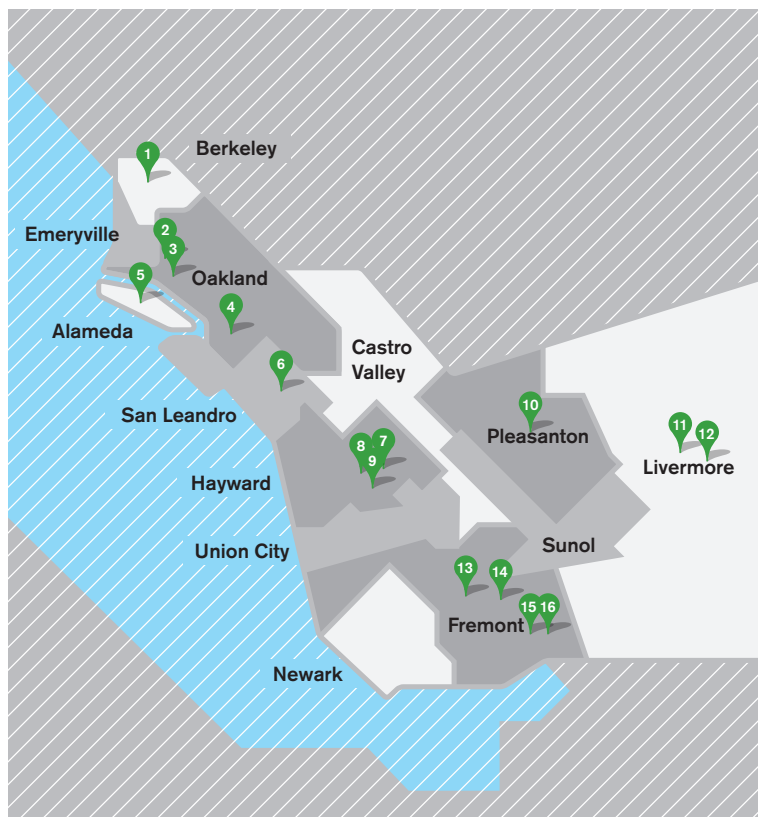 1
Berkeley
2
Emeryville
3
5
Oakland
4
Alameda
Castro
Valley
6
San Leandro
10
Pleasanton
7
8
9
11
12
Livermore
Hayward
Union City
Sunol
13
14
15
16
Fremont
Newark